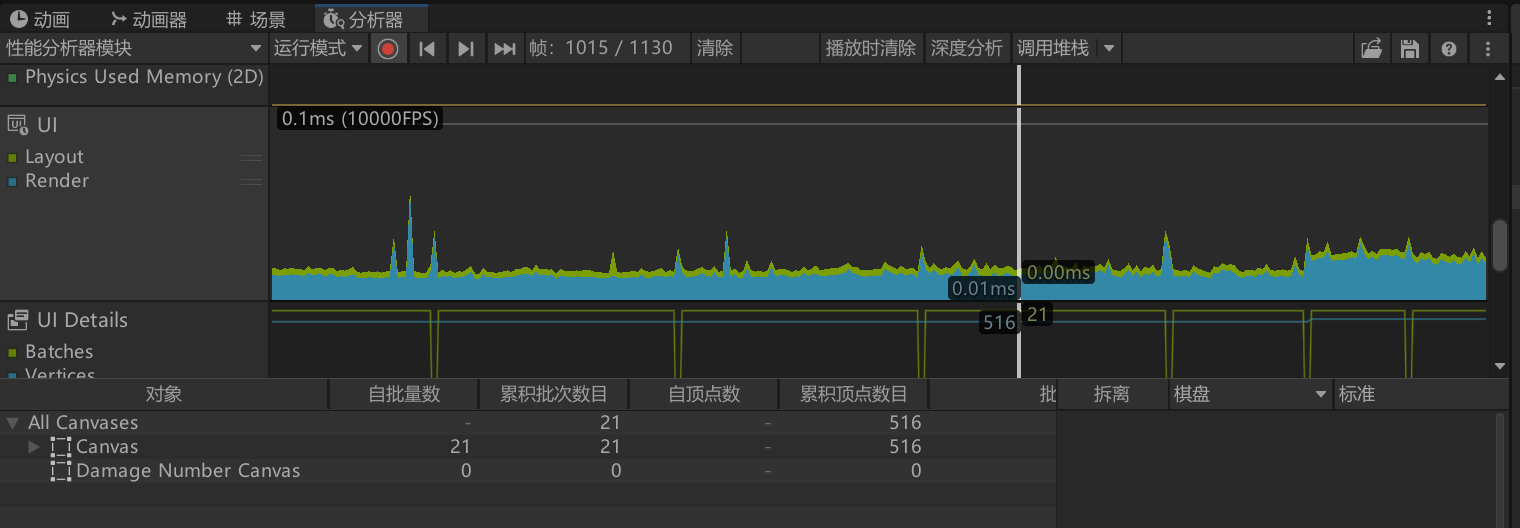 动画 动画器 场景 分析器
性能分析器模块 运行模式 帧: 1015 / 1130 清除 播放时清除 深度分析 调用堆栈
Physics Used Memory (2D)
0.1ms (10000FPS)
UI
Layout
Render
0.00ms
0.01ms
UI Details
516 21
Batches
Vertices
对象 自批量数 累积批次数目 自顶点数 累积顶点数目 批 拆离 棋盘 标准
All Canvases - 21 - 516
Canvas 21 21 - 516
Damage Number Canvas 0 0 - 0